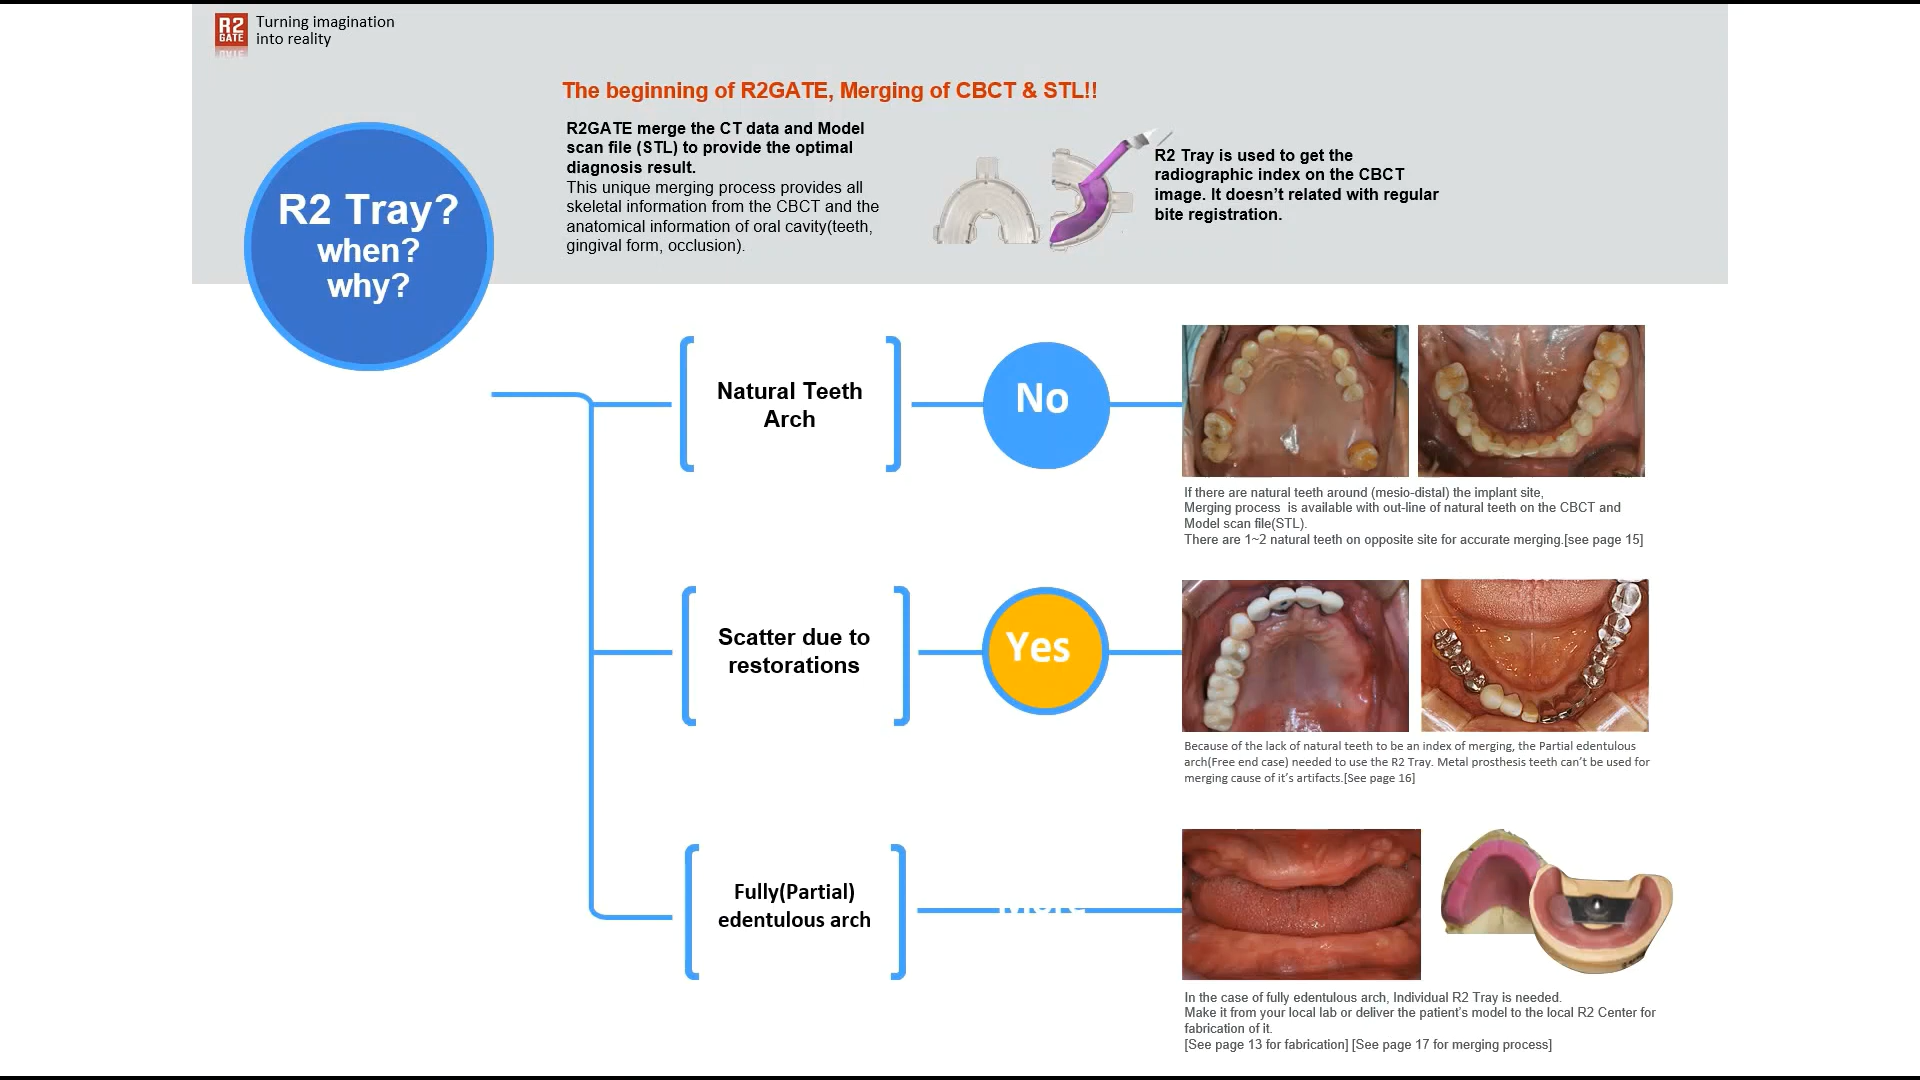 R2
GATE
Turning imagination
into reality
The beginning of R2GATE, Merging of CBCT & STL!!
R2 Tray?
when?
why?
R2GATE merge the CT data and Model
scan file (STL) to provide the optimal
diagnosis result.
This unique merging process provides all
skeletal information from the CBCT and the
anatomical information of oral cavity(teeth,
gingival form, occlusion).
R2 Tray is used to get the
radiographic index on the CBCT
image. It doesn’t related with regular
bite registration.
Natural Teeth
Arch
No
If there are natural teeth around (mesio-distal) the implant site,
Merging process  is available with out-line of natural teeth on the CBCT and
Model scan file(STL).
There are 1~2 natural teeth on opposite site for accurate merging.[see page 15]
Scatter due to
restorations
Yes
Because of the lack of natural teeth to be an index of merging, the Partial edentulous
arch(Free end case) needed to use the R2 Tray. Metal prosthesis teeth can’t be used for
merging cause of it’s artifacts.[See page 16]
Fully(Partial)
edentulous arch
More
In the case of fully edentulous arch, Individual R2 Tray is needed.
Make it from your local lab or deliver the patient’s model to the local R2 Center for
fabrication of it.
[See page 13 for fabrication] [See page 17 for merging process]